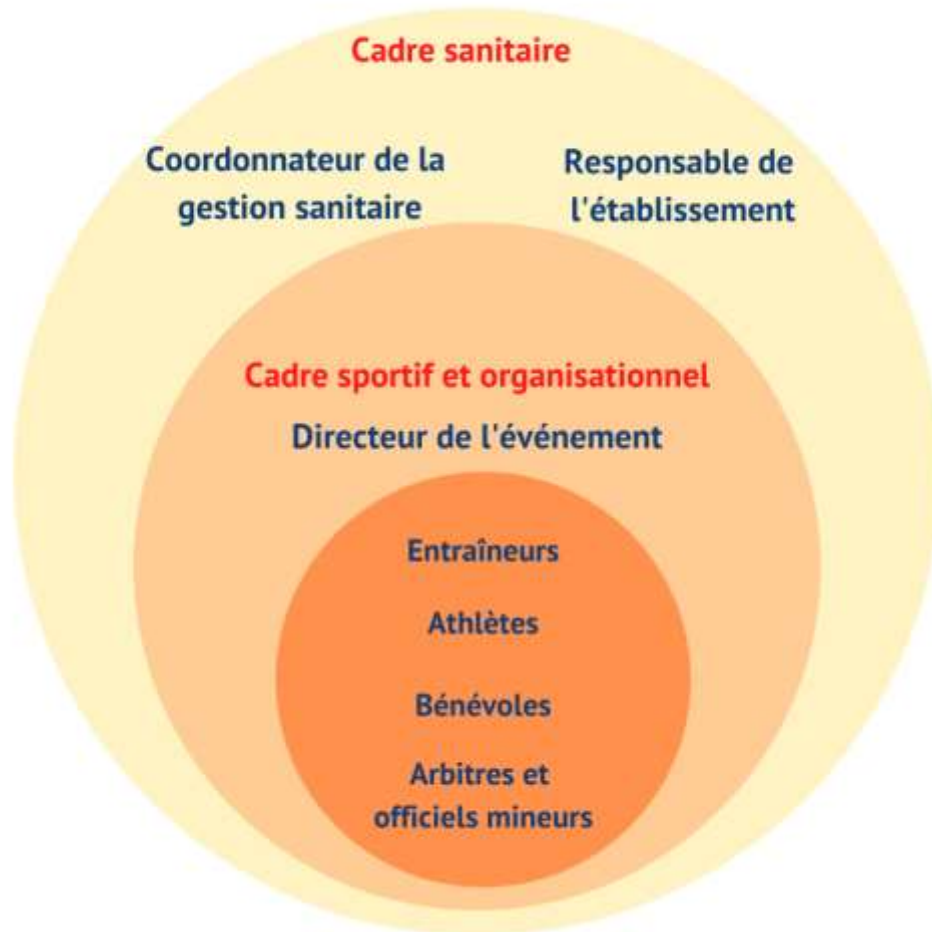 Cadre sanitaire
Coordonnateur de la
gestion sanitaire
Responsable de
l'établissement
Cadre sportif et organisationnel
Directeur de l'événement
Entraîneurs
Athlètes
Bénévoles
Arbitres et
officiels mineurs